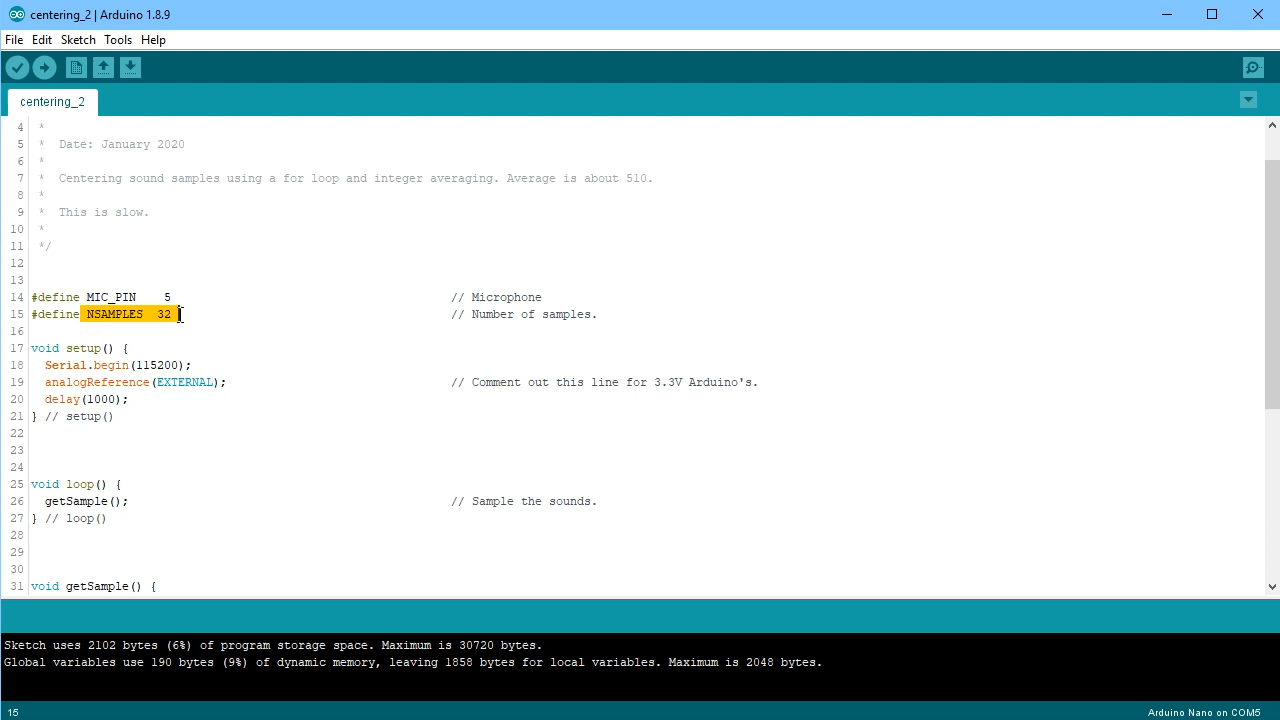 centering_2 | Arduino 1.8.9
File Edit Sketch Tools Help
centering_2
4 *
5 * Date: January 2020
6 *
7 * Centering sound samples using a for loop and integer averaging. Average is about 510.
8 *
9 * This is slow.
10 *
11 */
12
13
14 #define MIC_PIN 5 // Microphone
15 #define NSAMPLES 32 // Number of samples.
16
17 void setup() {
18 Serial.begin(115200);
19 analogReference(EXTERNAL); // Comment out this line for 3.3V Arduino's.
20 delay(1000);
21 } // setup()
22
23
24
25 void loop() {
26 getSample(); // Sample the sounds.
27 } // loop()
28
29
30
31 void getSample() {
Sketch uses 2102 bytes (6%) of program storage space. Maximum is 30720 bytes.
Global variables use 190 bytes (9%) of dynamic memory, leaving 1858 bytes for local variables. Maximum is 2048 bytes.
15 Arduino Nano on COM5